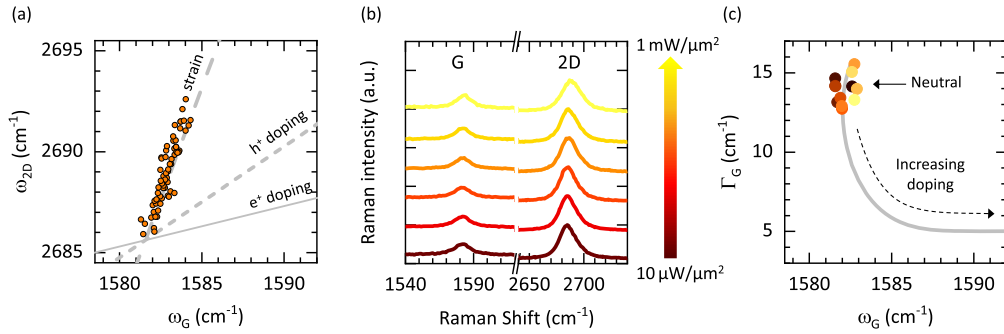 (a)
2695
2690
2685
1580
1585
1590
ω2D (cm-1)
ωG (cm-1)
strain
h+ doping
e+ doping
(b)
G
2D
1540
1590
2650
2700
Raman intensity (a.u.)
Raman Shift (cm-1)
1 mW/μm2
10 μW/μm2
(c)
15
10
5
1580
1585
1590
ΓG (cm-1)
ωG (cm-1)
Neutral
Increasing
doping